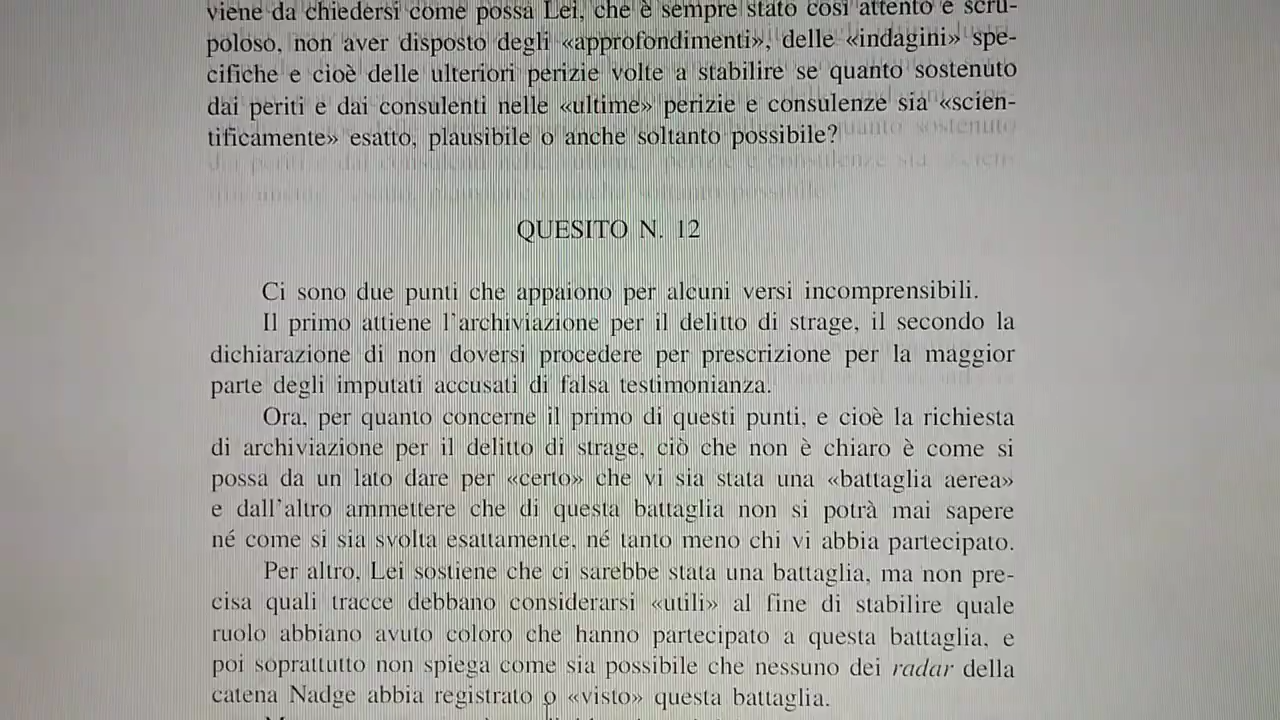 viene da chiedersi come possa Lei, che è sempre stato così attento e scru-
poloso, non aver disposto degli «approfondimenti», delle «indagini» spe-
cifiche e cioè delle ulteriori perizie volte a stabilire se quanto sostenuto
dai periti e dai consulenti nelle «ultime» perizie e consulenze sia «scien-
tificamente» esatto, plausibile o anche soltanto possibile?
QUESITO N. 12
Ci sono due punti che appaiono per alcuni versi incomprensibili.
Il primo attiene l'archiviazione per il delitto di strage, il secondo la
dichiarazione di non doversi procedere per prescrizione per la maggior
parte degli imputati accusati di falsa testimonianza.
Ora, per quanto concerne il primo di questi punti, e cioè la richiesta
di archiviazione per il delitto di strage, ciò che non è chiaro è come si
possa da un lato dare per «certo» che vi sia stata una «battaglia aerea»
e dall'altro ammettere che di questa battaglia non si potrà mai sapere
né come si sia svolta esattamente, né tanto meno chi vi abbia partecipato.
Per altro, Lei sostiene che ci sarebbe stata una battaglia, ma non pre-
cisa quali tracce debbano considerarsi «utili» al fine di stabilire quale
ruolo abbiano avuto coloro che hanno partecipato a questa battaglia, e
poi soprattutto non spiega come sia possibile che nessuno dei radar della
catena Nadge abbia registrato o «visto» questa battaglia.